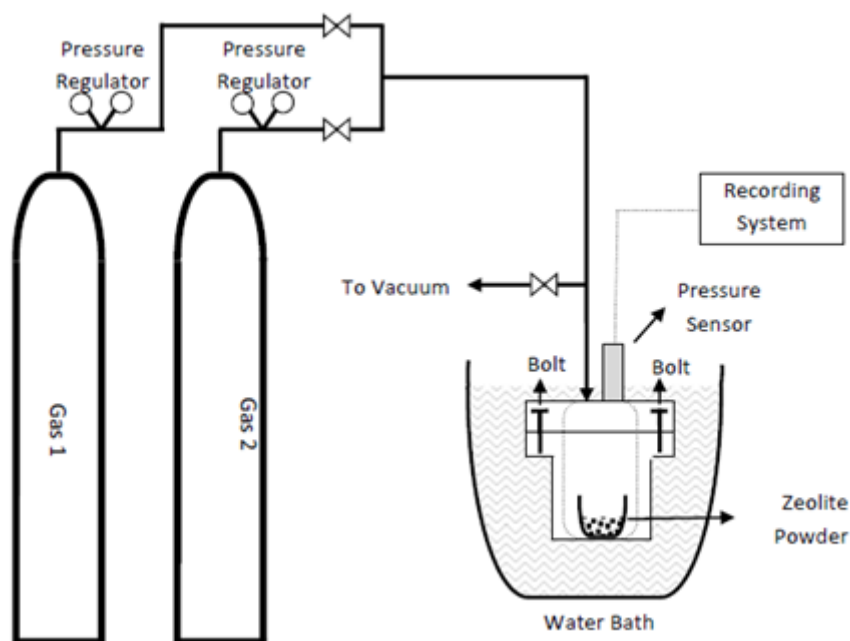 Pressure
Regulator
Pressure
Regulator
Recording
System
To Vacuum
Pressure
Sensor
Bolt
Bolt
Gas 1
Gas 2
Zeolite
Powder
Water Bath